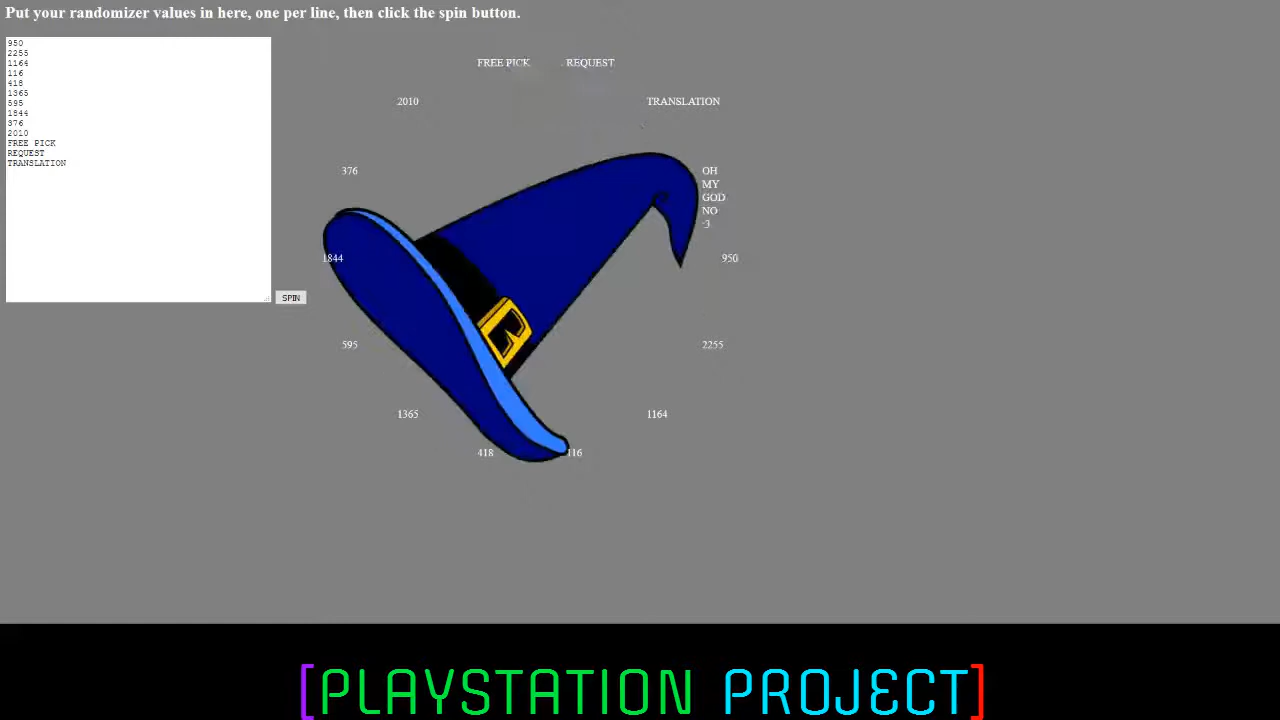 Put your randomizer values in here, one per line, then click the spin button.
950
2255
1164
116
418
1365
595
1844
376
2010
FREE PICK
REQUEST
TRANSLATION
SPIN
FREE PICK
REQUEST
2010
TRANSLATION
376
OH
MY
GOD
NO
:3
1844
950
595
2255
1365
1164
418
116
[PLAYSTATION PROJECT]